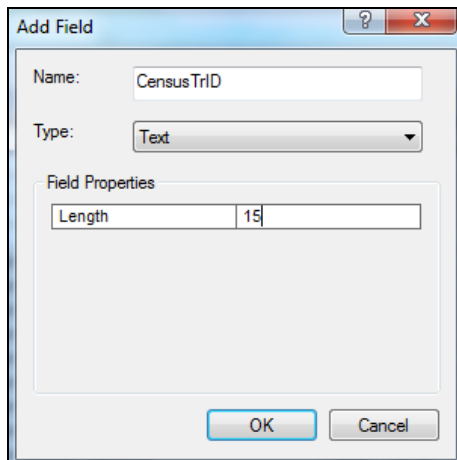 Add Field
Name: CensusTrID
Type: Text
Field Properties
Length 15
OK Cancel